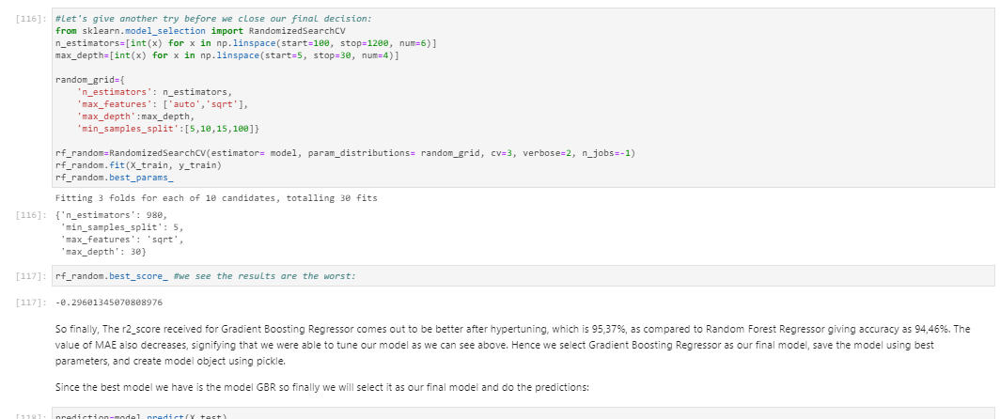 [116]: #Let's give another try before we close our final decision:
from sklearn.model_selection import RandomizedSearchCV
n_estimators=[int(x) for x in np.linspace(start=100, stop=1200, num=6)]
max_depth=[int(x) for x in np.linspace(start=5, stop=30, num=4)]
random_grid={
'n_estimators': n_estimators,
'max_features': ['auto','sqrt'],
'max_depth':max_depth,
'min_samples_split':[5,10,15,100]}
rf_random=RandomizedSearchCV(estimator= model, param_distributions= random_grid, cv=3, verbose=2, n_jobs=-1)
rf_random.fit(X_train, y_train)
rf_random.best_params_
Fitting 3 folds for each of 10 candidates, totalling 30 fits
[116]: {'n_estimators': 980,
'min_samples_split': 5,
'max_features': 'sqrt',
'max_depth': 30}
[117]: rf_random.best_score_ #we see the results are the worst:
[117]: -0.29601345070808976
So finally, The r2_score received for Gradient Boosting Regressor comes out to be better after hypertuning, which is 95,37%, as compared to Random Forest Regressor giving accuracy as 94,46%. The
value of MAE also decreases, signifying that we were able to tune our model as we can see above. Hence we select Gradient Boosting Regressor as our final model, save the model using best
parameters, and create model object using pickle.
Since the best model we have is the model GBR so finally we will select it as our final model and do the predictions:
[118]: prediction=model.predict(X_test)